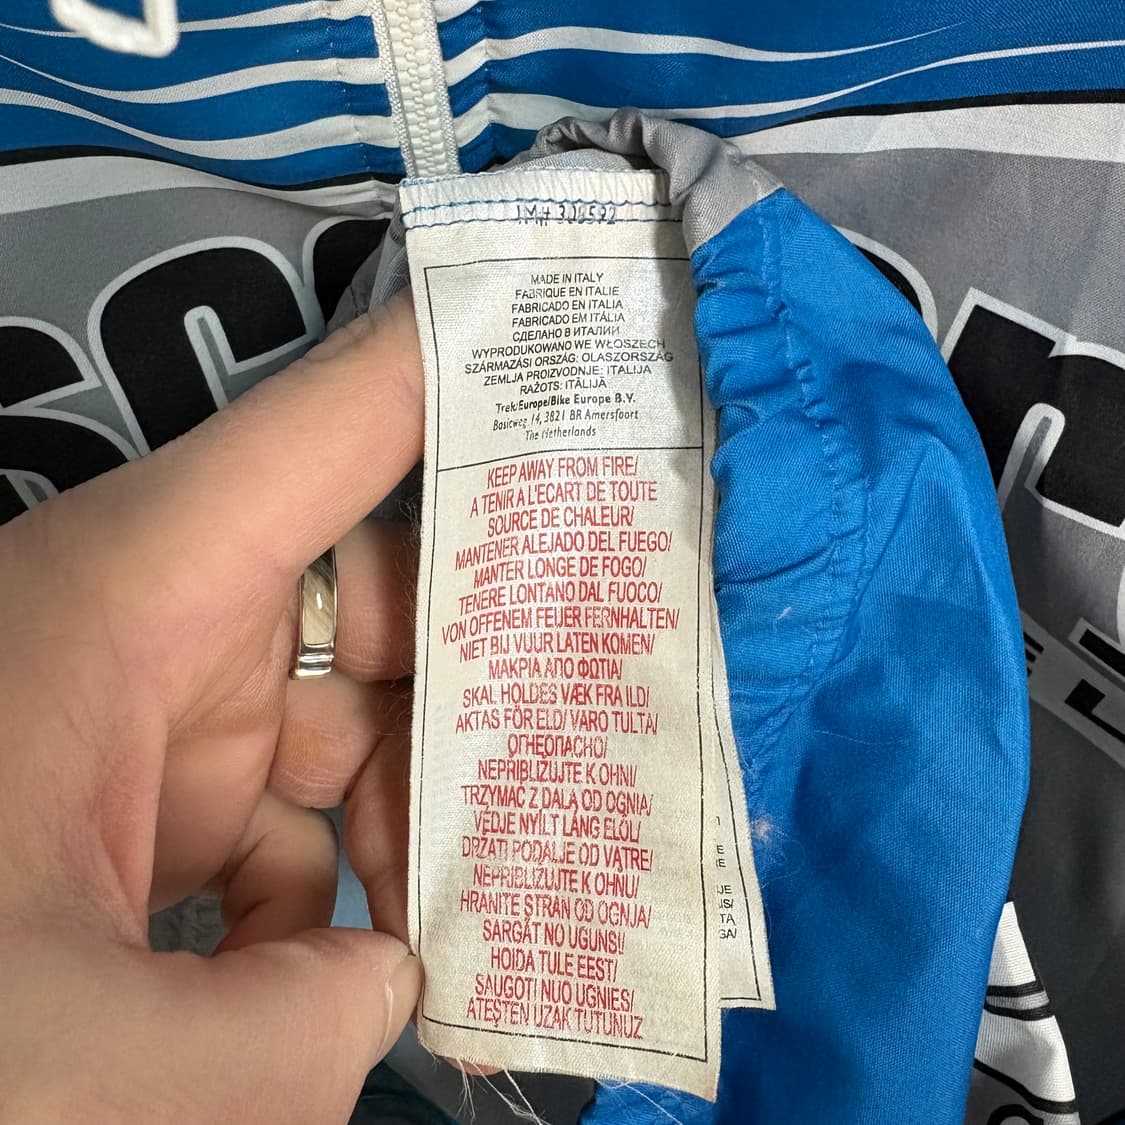 MADE IN ITALY
FABRIQUE EN ITALIE
FABRICADO EN ITALIA
FABRICADO EM ITÁLIA
СДЕЛАНО В ИТАЛИИ
WYPRODUKOWANO WE WŁOSZECH
SZÁRMAZÁSI ORSZÁG: OLASZORSZÁG
ZEMLJA PROIZVODNJE: ITALIJA
RAŽOTS: ITĀLIJĀ
Trek/Europe/Bike Europe B.V.
Basicweg 14, 3821 BR Amersfoort
The Netherlands
KEEP AWAY FROM FIRE/
A TENIR A L'ECART DE TOUTE
SOURCE DE CHALEUR/
MANTENER ALEJADO DEL FUEGO/
MANTER LONGE DE FOGO/
TENERE LONTANO DAL FUOCO/
VON OFFENEM FEUER FERNHALTEN/
NIET BIJ VUUR LATEN KOMEN/
ΜΑΚΡΙΑ ΑΠΟ ΦΩΤΙΑ/
SKAL HOLDES VÆK FRA ILD/
AKTAS FÖR ELD/ VARO TULTA/
ОГНЕОПАСНО/
NEPŘIBLIŽUJTE K OHNI/
TRZYMAĆ Z DALA OD OGNIA/
VÉDJE NYÍLT LÁNG ELŐL/
DRŽATI PODALJE OD VATRE/
NEPRIBLIŽUJTE K OHNU/
HRANITE STRAN OD OGNJA/
SARGĀT NO UGUNS!/
HOIDA TULE EEST/
SAUGOTI NUO UGNIES/
ATEŞTEN UZAK TUTUNUZ